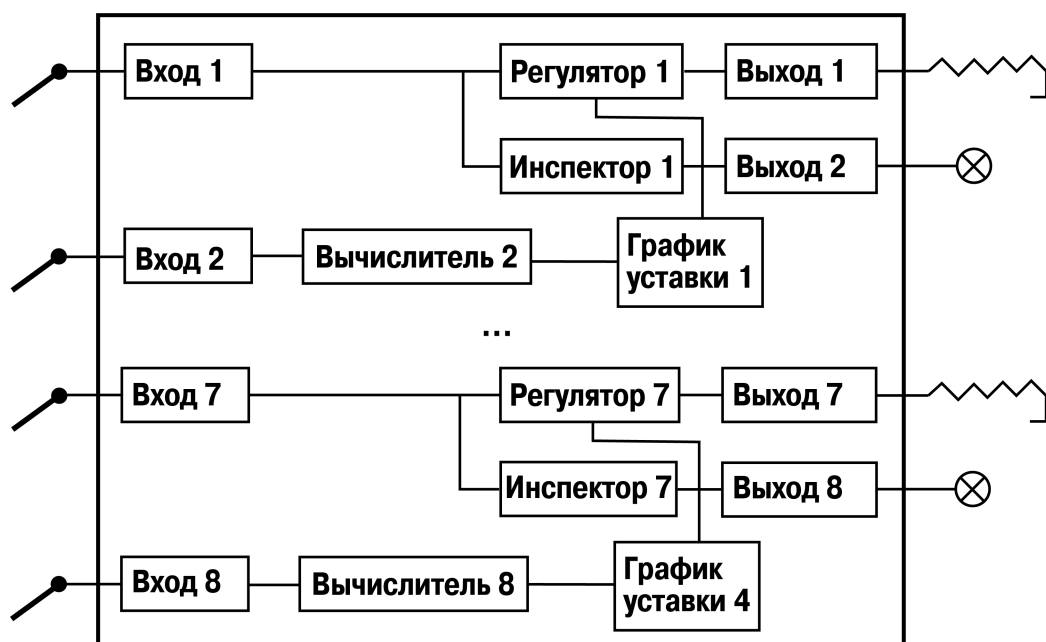 Вход 1
Регулятор 1
Выход 1
Инспектор 1
Выход 2
Вход 2
Вычислитель 2
График
уставки 1
...
Вход 7
Регулятор 7
Выход 7
Инспектор 7
Выход 8
Вход 8
Вычислитель 8
График
уставки 4